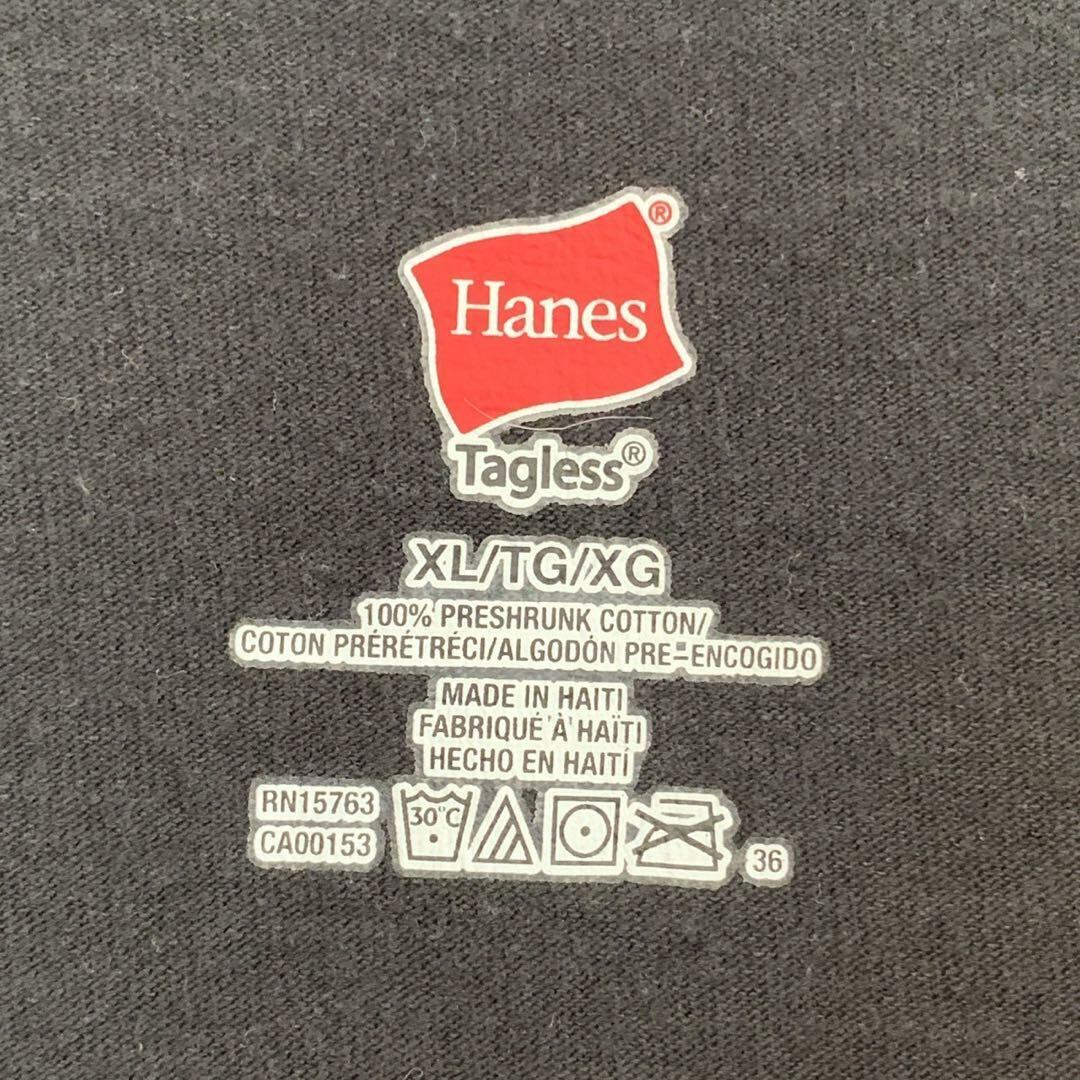 Hanes®
Tagless®
XL/TG/XG
100% PRESHRUNK COTTON/
COTON PRÉRÉTRÉCI/ALGODÓN PRE-ENCOGIDO
MADE IN HAITI
FABRIQUÉ À HAÏTI
HECHO EN HAITÍ
RN15763
CA00153
30°C
36